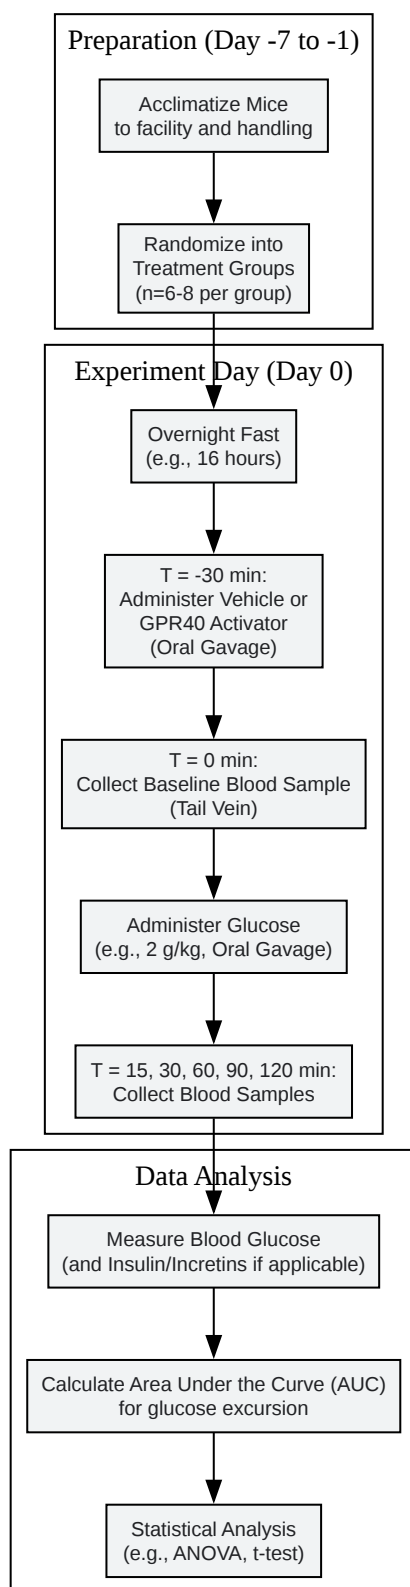 Preparation (Day -7 to -1)
Acclimatize Mice
to facility and handling
Randomize into
Treatment Groups
(n=6-8 per group)
Experiment Day (Day 0)
Overnight Fast
(e.g., 16 hours)
T = -30 min:
Administer Vehicle or
GPR40 Activator
(Oral Gavage)
T = 0 min:
Collect Baseline Blood Sample
(Tail Vein)
Administer Glucose
(e.g., 2 g/kg, Oral Gavage)
T = 15, 30, 60, 90, 120 min:
Collect Blood Samples
Data Analysis
Measure Blood Glucose
(and Insulin/Incretins if applicable)
Calculate Area Under the Curve (AUC)
for glucose excursion
Statistical Analysis
(e.g., ANOVA, t-test)